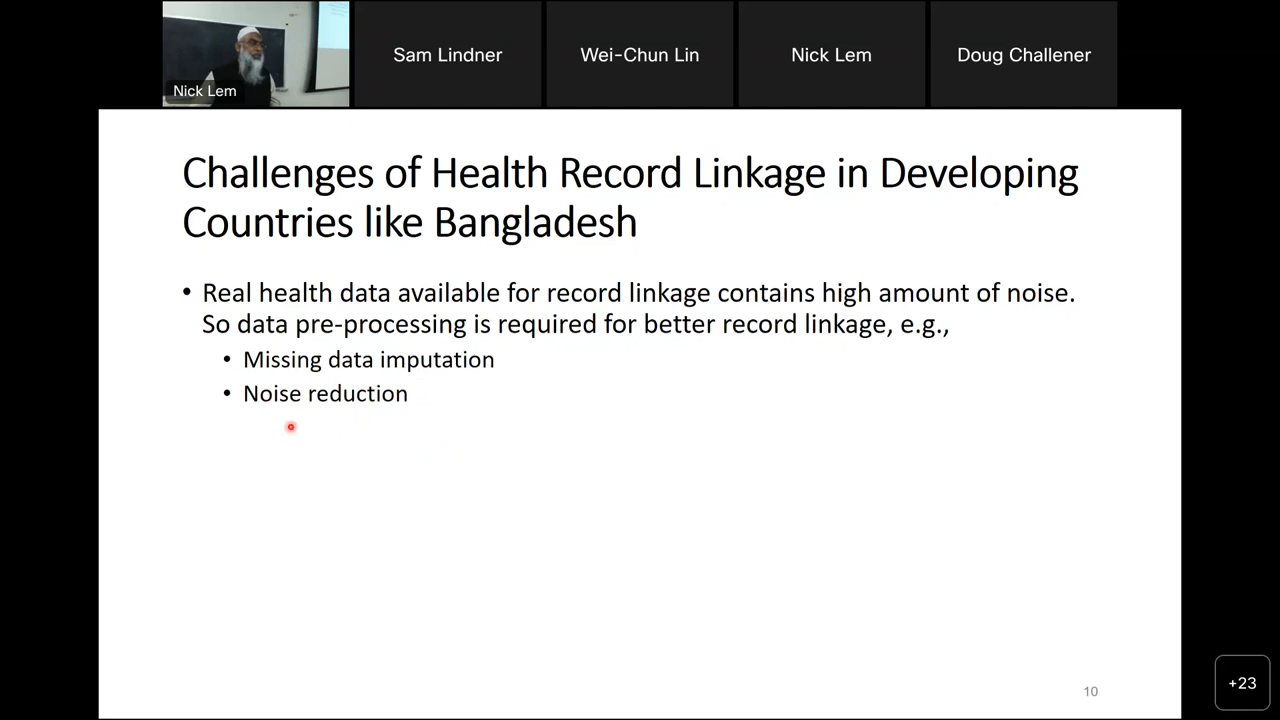 Nick Lem
Sam Lindner
Wei-Chun Lin
Nick Lem
Doug Challener
Challenges of Health Record Linkage in Developing
Countries like Bangladesh
• Real health data available for record linkage contains high amount of noise.
So data pre-processing is required for better record linkage, e.g.,
• Missing data imputation
• Noise reduction
10
+23